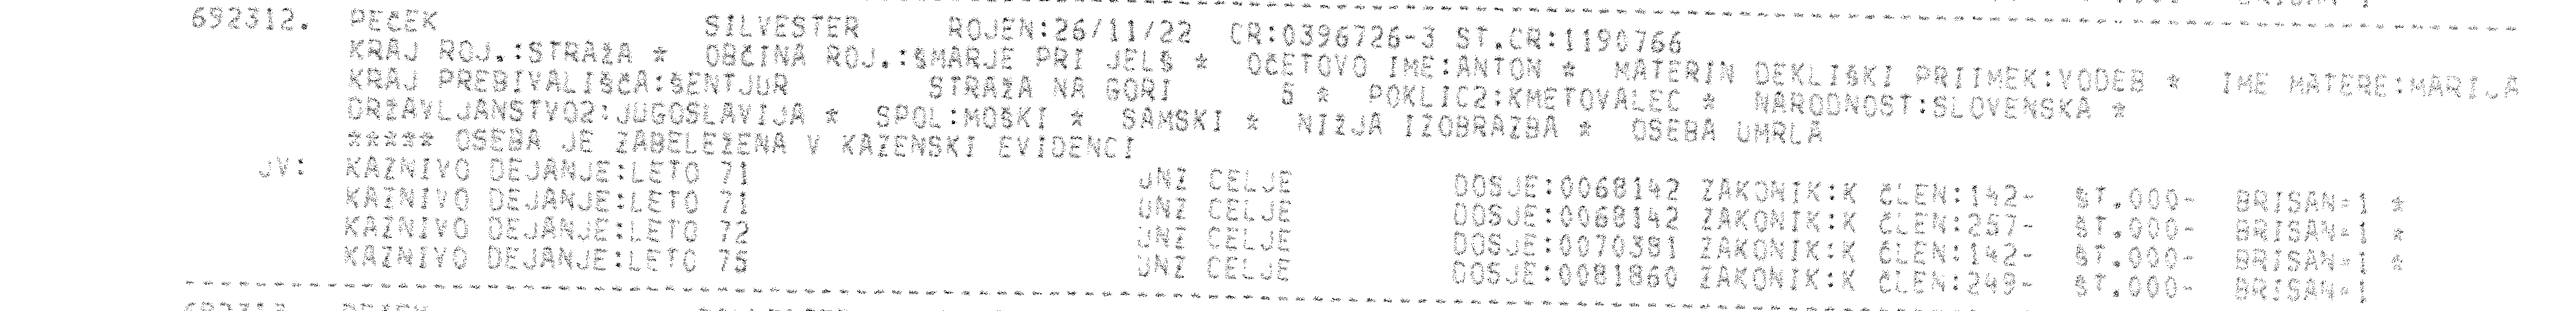 692312. PEČEK SILVESTER ROJEN:26/11/22 CR:0396726-3 ST.CR:1190766
KRAJ ROJ.:STRAŽA * OBČINA ROJ.:ŠMARJE PRI JELŠ * OČETOVO IME:ANTON * MATERIN DEKLIŠKI PRIIMEK:VODEB * IME MATERE:MARIJA
KRAJ PREBIVALIŠČA:ŠENTJUR STRAŽA NA GORI 5 * POKLIC2:KMETOVALEC * NARODNOST:SLOVENSKA *
DRŽAVLJANSTVO2:JUGOSLAVIJA * SPOL:MOŠKI * SAMSKI * NIŽJA IZOBRAZBA * OSEBA UMRLA
***** OSEBA JE ZABELEŽENA V KAZENSKI EVIDENCI
JV: KAZNIVO DEJANJE:LETO 71 UNZ CELJE DOSJE:0068142 ZAKONIK:K ČLEN:142- ŠT.000- BRISAN=1 *
KAZNIVO DEJANJE:LETO 71 UNZ CELJE DOSJE:0068142 ZAKONIK:K ČLEN:257- ŠT.000- BRISAN=1 *
KAZNIVO DEJANJE:LETO 72 UNZ CELJE DOSJE:0070381 ZAKONIK:K ČLEN:142- ŠT.000- BRISAN=1 *
KAZNIVO DEJANJE:LETO 75 UNZ CELJE DOSJE:0081860 ZAKONIK:K ČLEN:249- ŠT.000- BRISAN=1